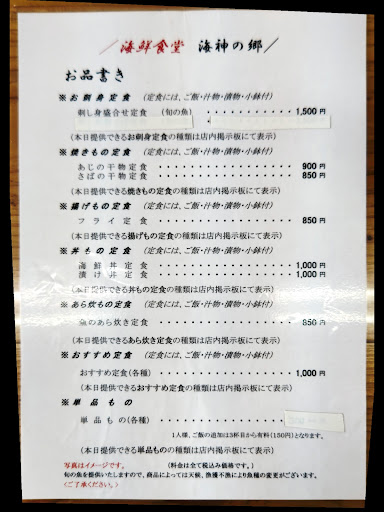 ／海鮮食堂　海神の郷／
お品書き
※お刺身定食　(定食には、ご飯・汁物・漬物・小鉢付)
刺し身盛合せ定食　(旬の魚)　・・・・・・・・・・・・1,500円
(本日提供できるお刺身定食の種類は店内掲示板にて表示)
※焼きもの定食　(定食には、ご飯・汁物・漬物・小鉢付)
あじの干物定食　・・・・・・・・・・・・・・・・900円
さばの干物定食　・・・・・・・・・・・・・・・・850円
(本日提供できる焼きもの定食の種類は店内掲示板にて表示)
※揚げもの定食　(定食には、ご飯・汁物・漬物・小鉢付)
フライ定食　・・・・・・・・・・・・・・・・850円
(本日提供できる揚げもの定食の種類は店内掲示板にて表示)
※丼もの定食　(定食には、ご飯・汁物・漬物・小鉢付)
海鮮丼定食　・・・・・・・・・・・・・・・・1,000円
漬け丼定食　・・・・・・・・・・・・・・・・1,000円
(本日提供できる丼もの定食の種類は店内掲示板にて表示)
※あら炊もの定食　(定食には、ご飯・汁物・漬物・小鉢付)
魚のあら炊き定食　・・・・・・・・・・・・・・・・850円
(本日提供できるあら炊き定食の種類は店内掲示板にて表示)
※おすすめ定食　(定食には、ご飯・汁物・漬物・小鉢付)
おすすめ定食(各種)　・・・・・・・・・・・・・・・1,000円
(本日提供できるおすすめ定食の種類は店内掲示板にて表示)
※単品もの
単品もの(各種)　・・・・・・・・・・・・・・
1人様、ご飯の追加は3杯目から有料(150円)となります。
(本日提供できる単品ものの種類は店内掲示板にて表示)
写真はイメージです。　(料金は全て税込み価格です。)
旬の魚を提供いたしますので、商品によっては天候、漁獲不漁により魚種の変更がございます。
＜ご了承ください。＞